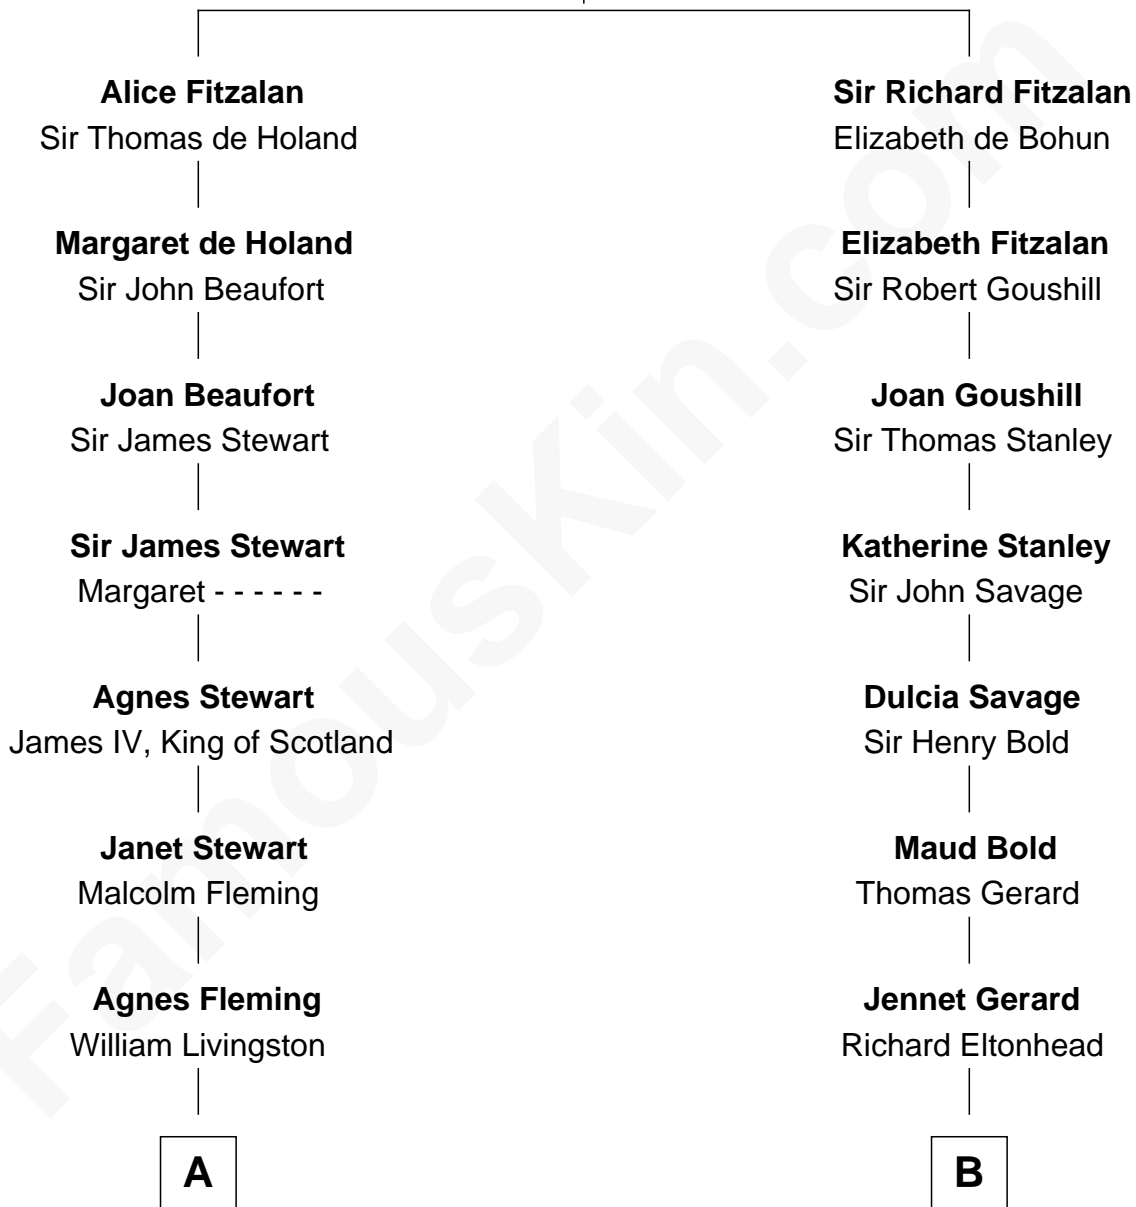 Alice Fitzalan
Sir Thomas de Holand
Margaret de Holand
Sir John Beaufort
Joan Beaufort
Sir James Stewart
Sir James Stewart
Margaret - - - - - -
Agnes Stewart
James IV, King of Scotland
Janet Stewart
Malcolm Fleming
Agnes Fleming
William Livingston
A
Sir Richard Fitzalan
Elizabeth de Bohun
Elizabeth Fitzalan
Sir Robert Goushill
Joan Goushill
Sir Thomas Stanley
Katherine Stanley
Sir John Savage
Dulcia Savage
Sir Henry Bold
Maud Bold
Thomas Gerard
Jennet Gerard
Richard Eltonhead
B
FamousKin.com